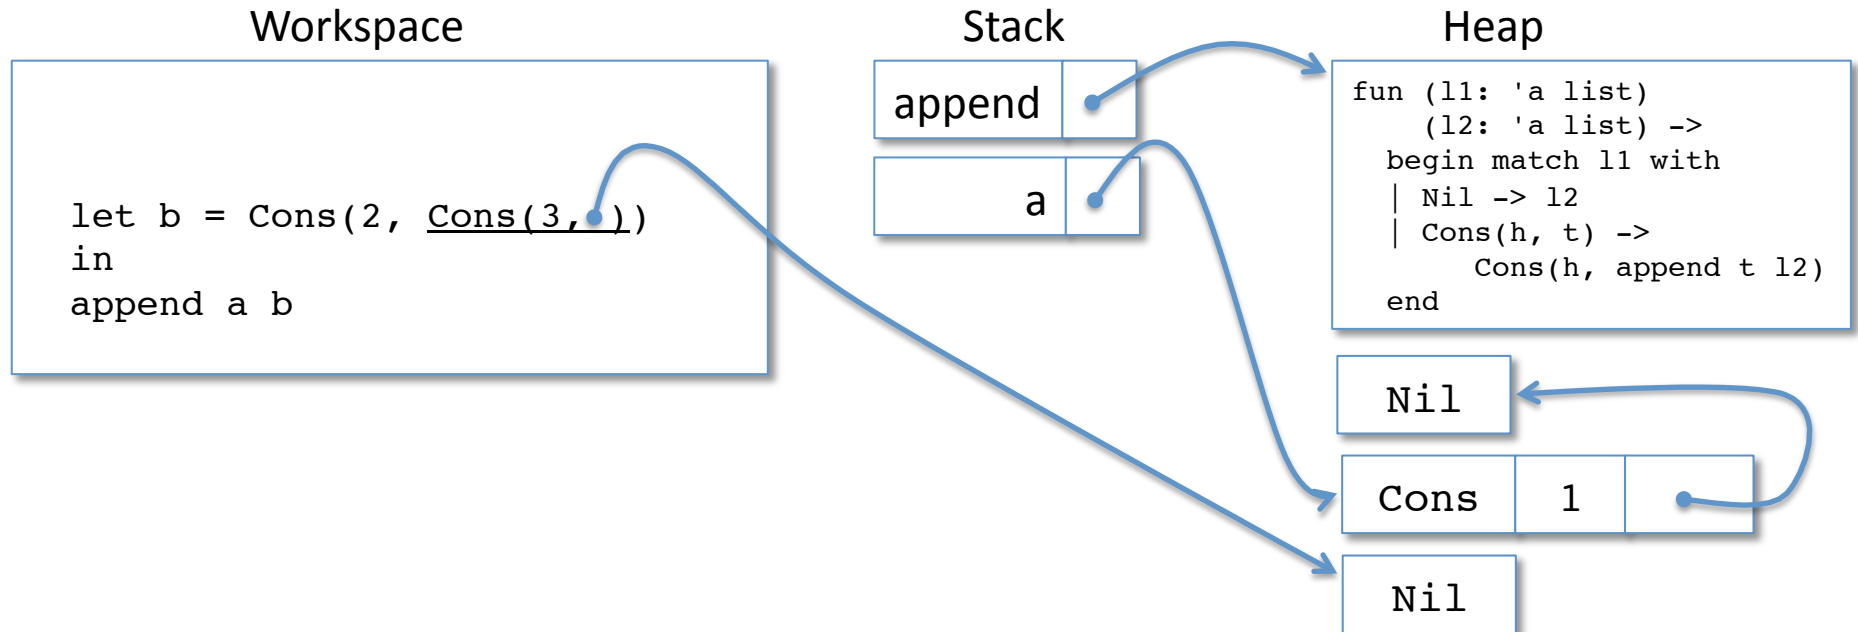 Workspace
Stack
Heap
let b = Cons(2, Cons(3, ))
in
append a b
append
a
fun (l1: 'a list)
(l2: 'a list) ->
begin match l1 with
| Nil -> l2
| Cons(h, t) ->
Cons(h, append t l2)
end
Nil
Cons 1
Nil